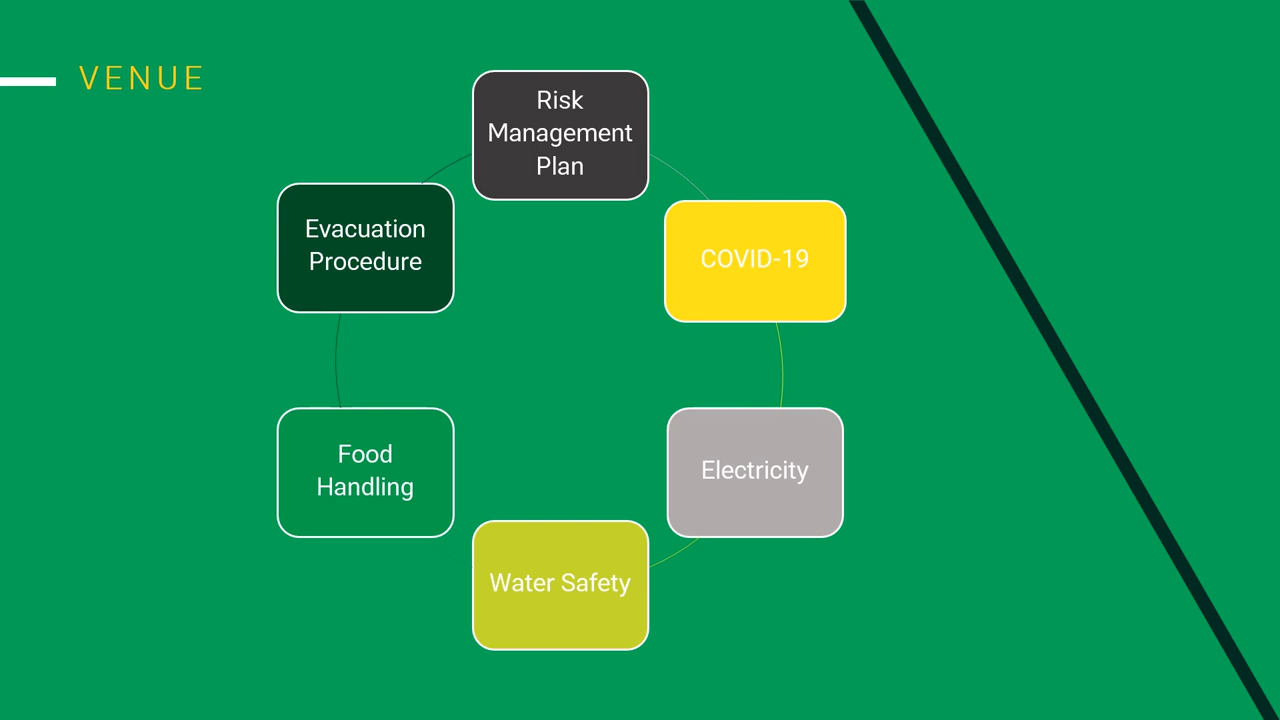 VENUE
Risk
Management
Plan
COVID-19
Electricity
Water Safety
Food
Handling
Evacuation
Procedure